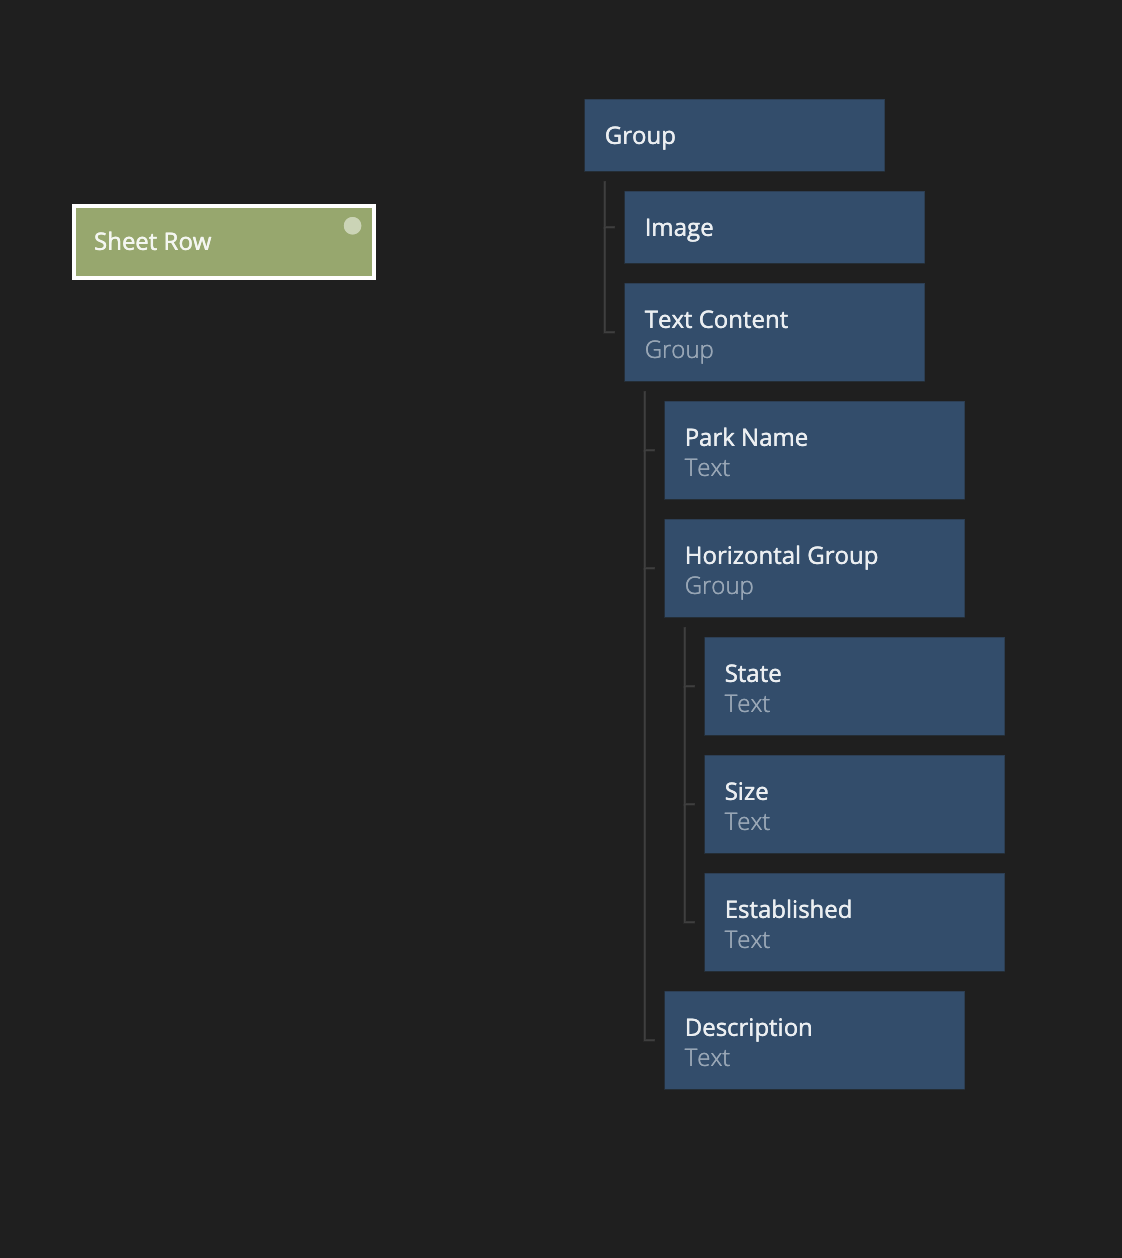 Sheet Row
Group
Image
Text Content
Group
Park Name
Text
Horizontal Group
Group
State
Text
Size
Text
Established
Text
Description
Text